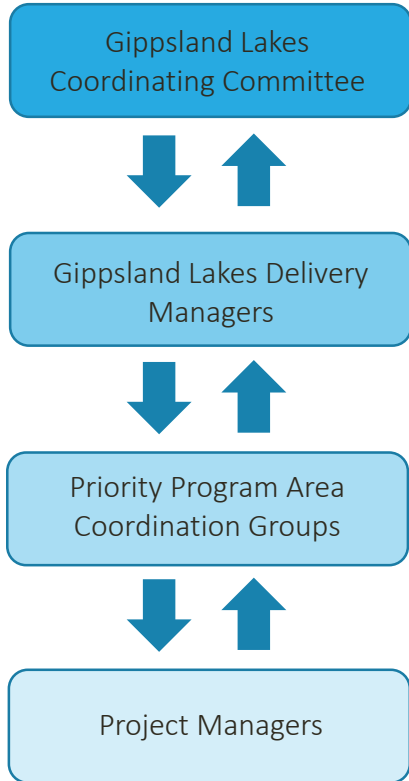 Gippsland Lakes
Coordinating Committee
Gippsland Lakes Delivery
Managers
Priority Program Area
Coordination Groups
Project Managers